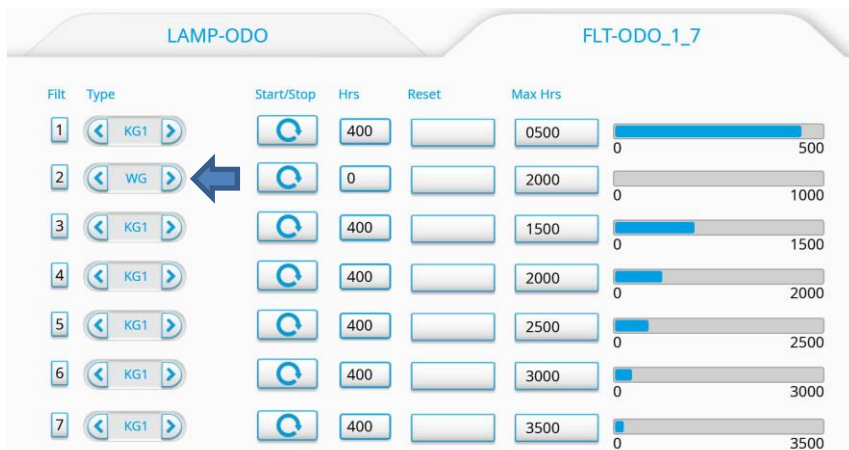 LAMP-ODO FLT-ODO_1_7
Filt Type Start/Stop Hrs Reset Max Hrs
1 KG1 400 0500
0 500
2 WG 0 2000
0 1000
3 KG1 400 1500
0 1500
4 KG1 400 2000
0 2000
5 KG1 400 2500
0 2500
6 KG1 400 3000
0 3000
7 KG1 400 3500
0 3500